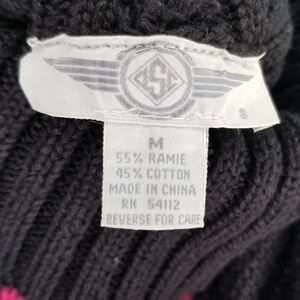 M
55% RAMIE
45% COTTON
MADE IN CHINA
RN 54112
REVERSE FOR CARE